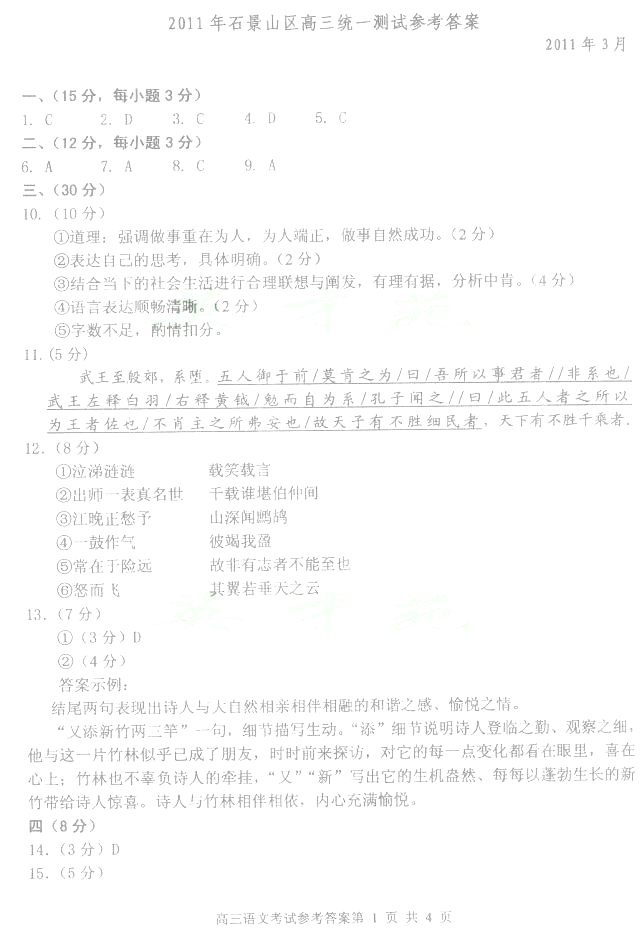 2011 年石景山区高三统一测试参考答案
2011 年 3 月
一、（15 分，每小题 3 分）
1. C 2. D 3. C 4. D 5. C
二、（12 分，每小题 3 分）
6. A 7. A 8. C 9. A
三、（30 分）
10.（10 分）
①道理：强调做事重在为人，为人端正，做事自然成功。（2 分）
②表达自己的思考，具体明确。（2 分）
③结合当下的社会生活进行合理联想与阐发，有理有据，分析中肯。（4 分）
④语言表达顺畅清晰。（2 分）
⑤字数不足，酌情扣分。
11.(5 分)
武王至殷郊，系堕。五人御于前/莫肯之为/曰/吾所以事君者//非系也/
武王左释白羽/右释黄钺/勉而自为系/孔子闻之//曰/此五人者之所以
为王者佐也/不肖主之所弗安也/故天子有不胜细民者，天下有不胜千乘者。
12.（8 分）
①泣涕涟涟 载笑载言
②出师一表真名世 千载谁堪伯仲间
③江晚正愁予 山深闻鹧鸪
④一鼓作气 彼竭我盈
⑤常在于险远 故非有志者不能至也
⑥怒而飞 其翼若垂天之云
13.（7 分）
①（3 分）D
②（4 分）
答案示例：
结尾两句表现出诗人与大自然相亲相伴相融的和谐之感、愉悦之情。
“又添新竹两三竿”一句，细节描写生动。“添”细节说明诗人登临之勤、观察之细，
他与这一片竹林似乎已成了朋友，时时前来探访，对它的每一点变化都看在眼里，喜在
心上；竹林也不辜负诗人的牵挂，“又”“新”写出它的生机盎然、每每以蓬勃生长的新
竹带给诗人惊喜。诗人与竹林相伴相依，内心充满愉悦。
四（8 分）
14.（3 分）D
15.（5 分）
高三语文考试参考答案第 1 页 共 4 页